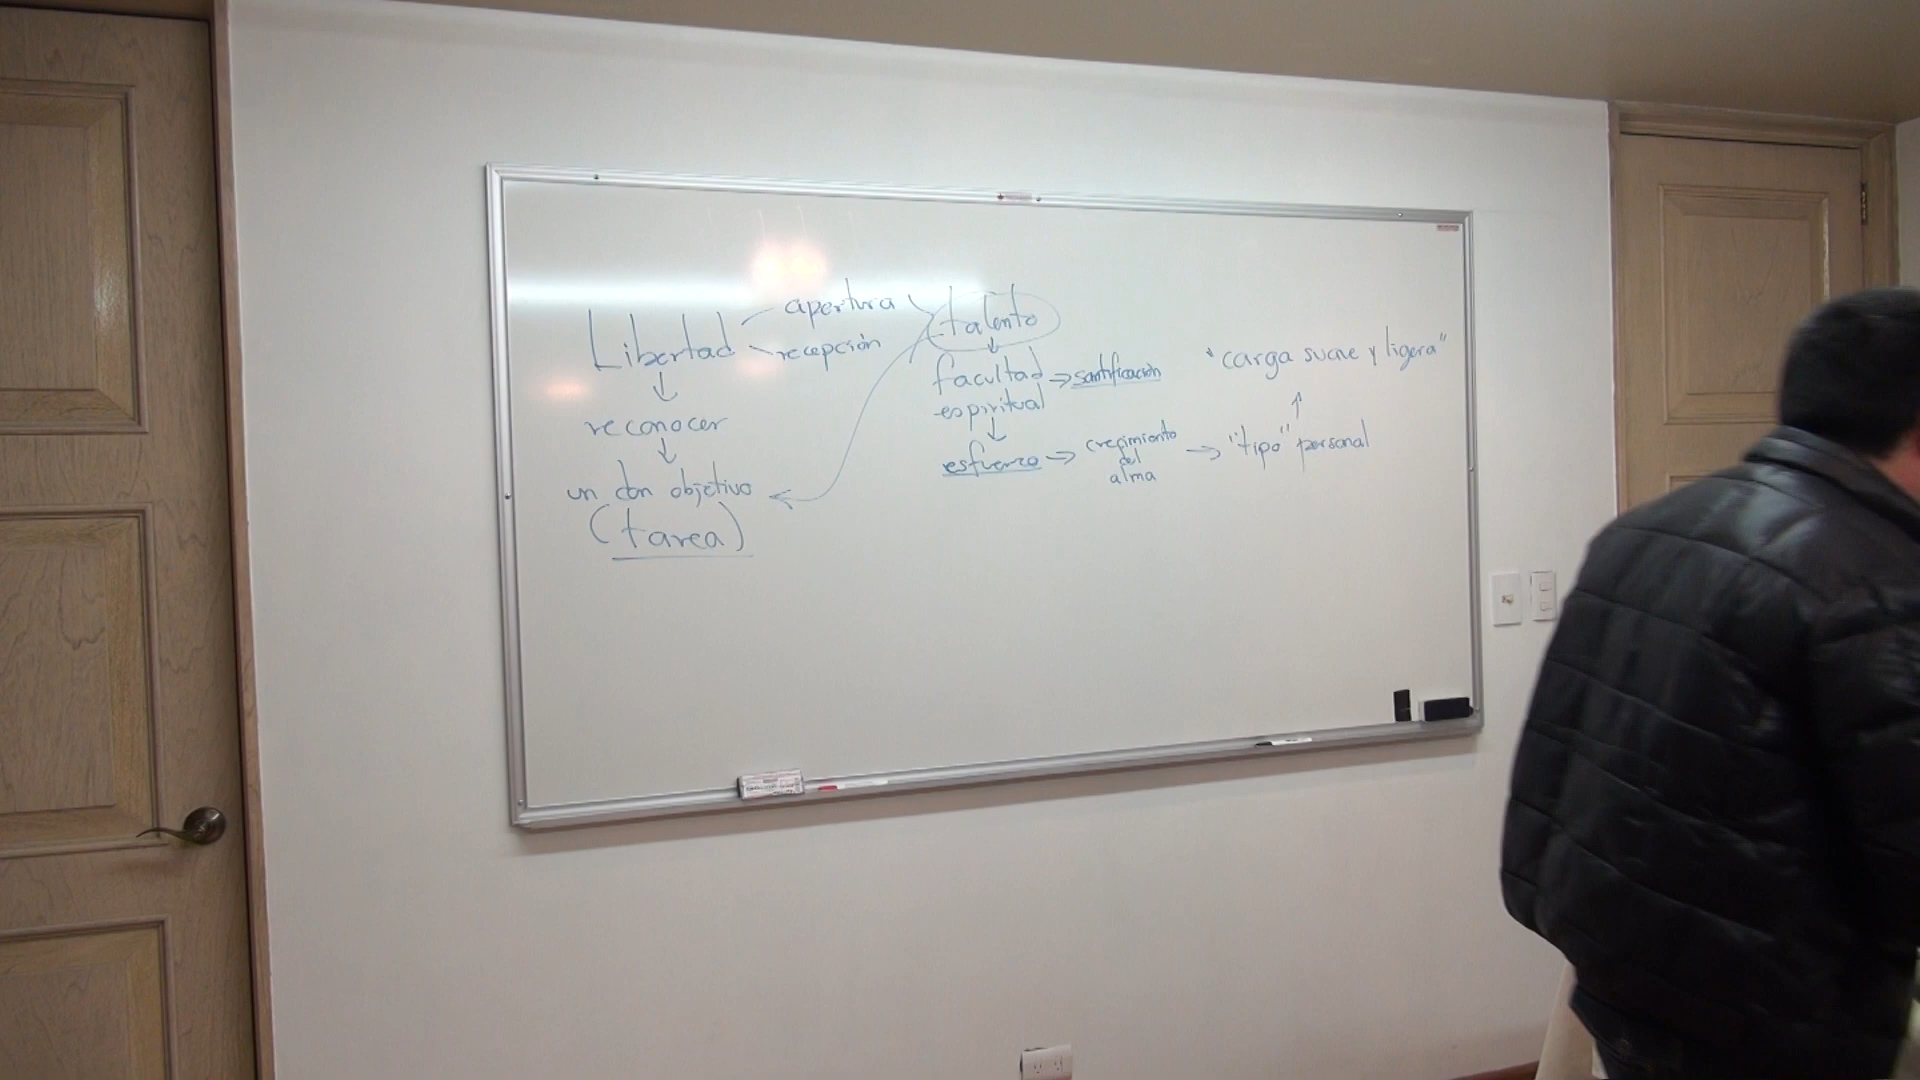 Libertad
apertura
recepción
↓
reconocer
↓
un don objetivo
(tarea)
talento
↓
facultad → santificación
espiritual
↓
esfuerzo → crecimiento
del
alma
→ "tipo" personal
↑
"carga suave y ligera"